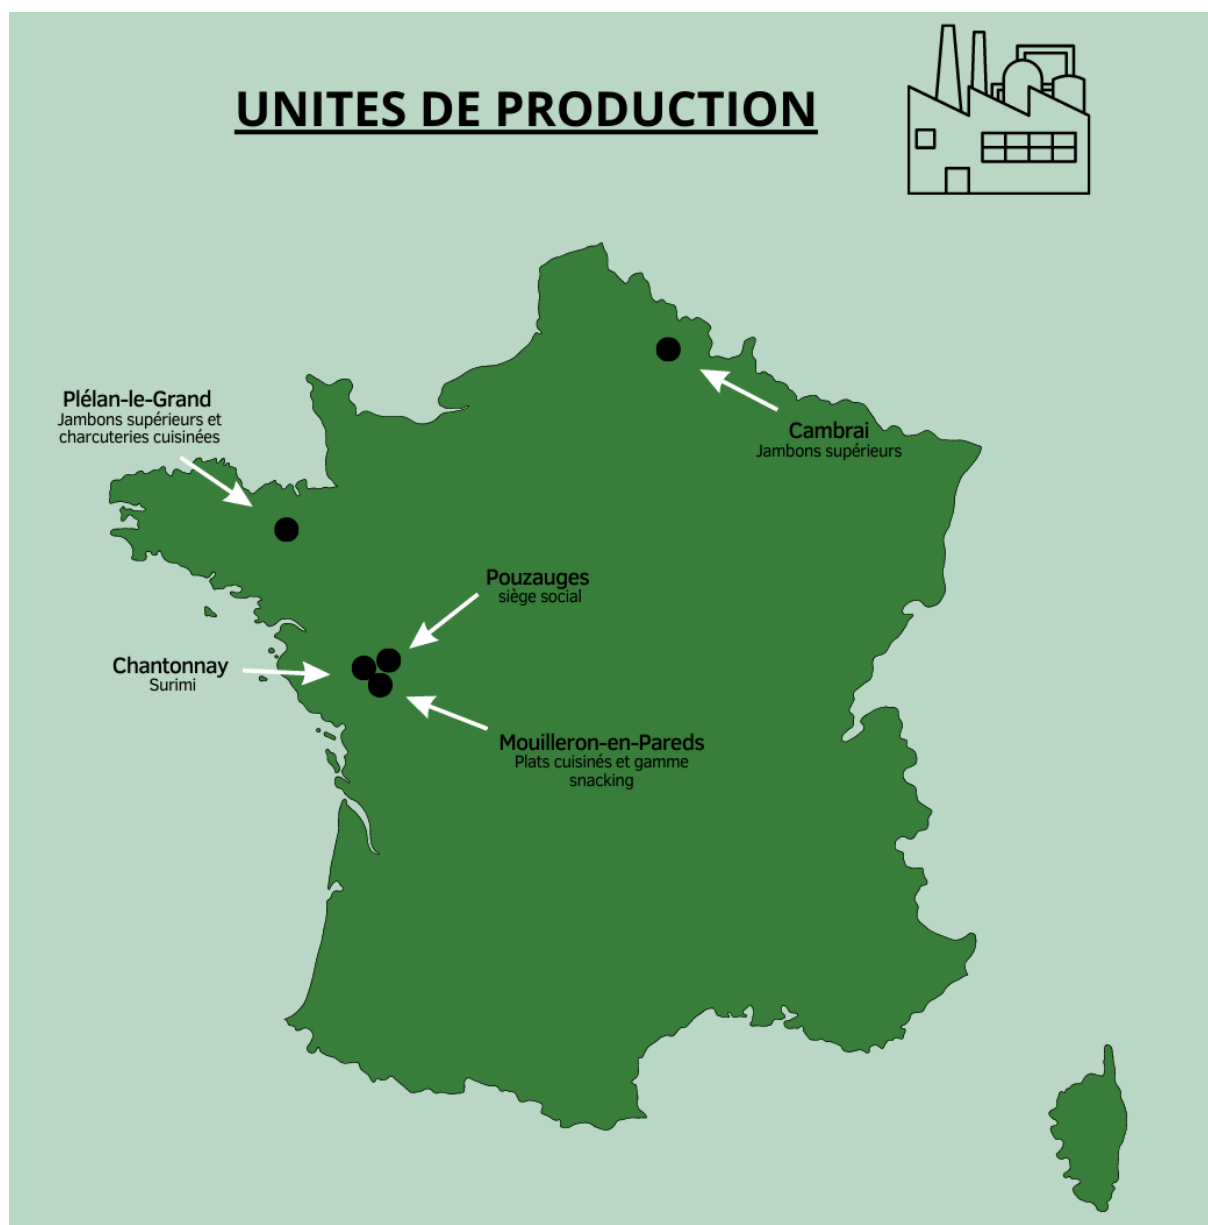 UNITES DE PRODUCTION
Plélan-le-Grand
Jambons supérieurs et
charcuteries cuisinées
Cambrai
Jambons supérieurs
Pouzauges
siège social
Chantonnay
Surimi
Mouilleron-en-Pareds
Plats cuisinés et gamme
snacking